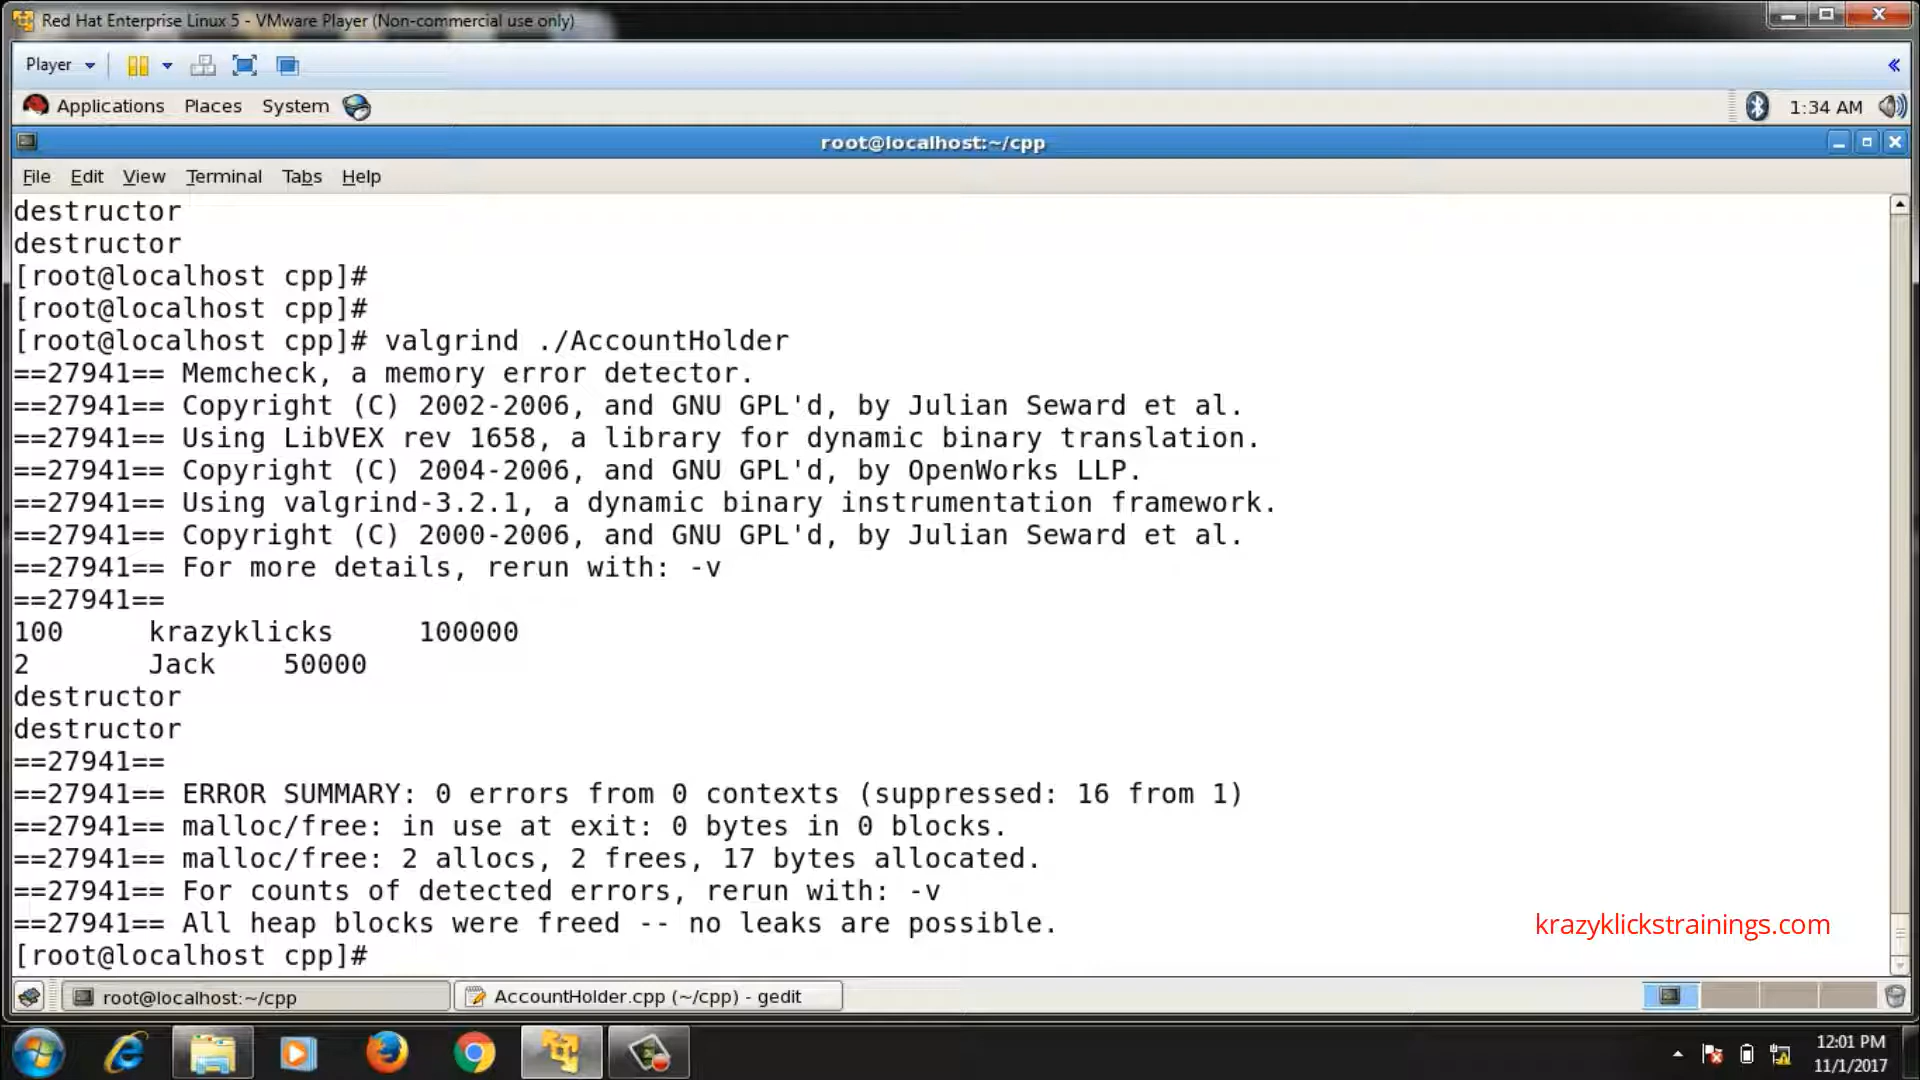 Red Hat Enterprise Linux 5 - VMware Player (Non-commercial use only)
Player
Applications Places System 1:34 AM
root@localhost:~/cpp
File Edit View Terminal Tabs Help
destructor
destructor
[root@localhost cpp]#
[root@localhost cpp]#
[root@localhost cpp]# valgrind ./AccountHolder
==27941== Memcheck, a memory error detector.
==27941== Copyright (C) 2002-2006, and GNU GPL'd, by Julian Seward et al.
==27941== Using LibVEX rev 1658, a library for dynamic binary translation.
==27941== Copyright (C) 2004-2006, and GNU GPL'd, by OpenWorks LLP.
==27941== Using valgrind-3.2.1, a dynamic binary instrumentation framework.
==27941== Copyright (C) 2000-2006, and GNU GPL'd, by Julian Seward et al.
==27941== For more details, rerun with: -v
==27941==
100 krazyklicks 100000
2 Jack 50000
destructor
destructor
==27941==
==27941== ERROR SUMMARY: 0 errors from 0 contexts (suppressed: 16 from 1)
==27941== malloc/free: in use at exit: 0 bytes in 0 blocks.
==27941== malloc/free: 2 allocs, 2 frees, 17 bytes allocated.
==27941== For counts of detected errors, rerun with: -v
==27941== All heap blocks were freed -- no leaks are possible.
krazyklickstrainings.com
[root@localhost cpp]#
root@localhost:~/cpp AccountHolder.cpp (~/cpp) - gedit
12:01 PM
11/1/2017